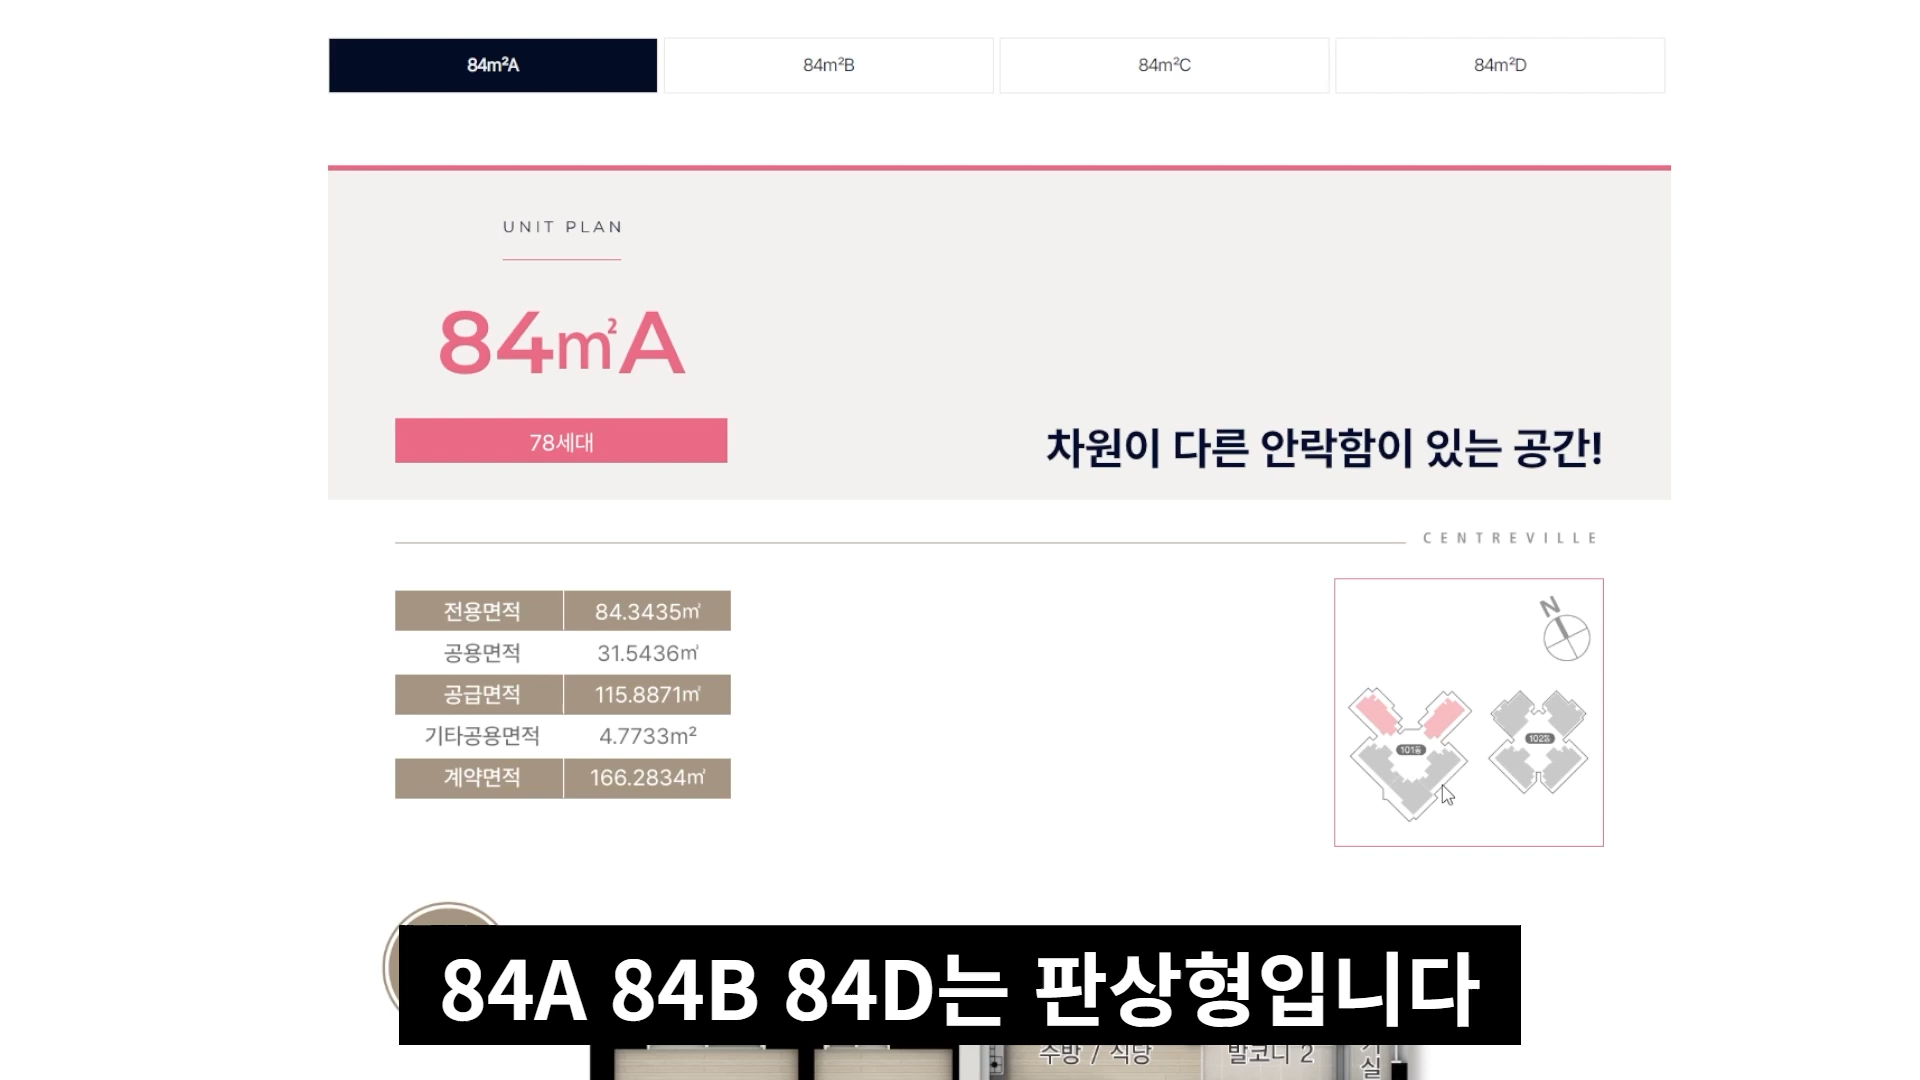 84m²A
84m²B
84m²C
84m²D
UNIT PLAN
84㎡A
78세대
차원이 다른 안락함이 있는 공간!
CENTREVILLE
전용면적 84.3435㎡
공용면적 31.5436㎡
공급면적 115.8871㎡
기타공용면적 4.7733m²
계약면적 166.2834㎡
N
101동
102동
84A 84B 84D는 판상형입니다
주방 / 식당
발코니 2
실